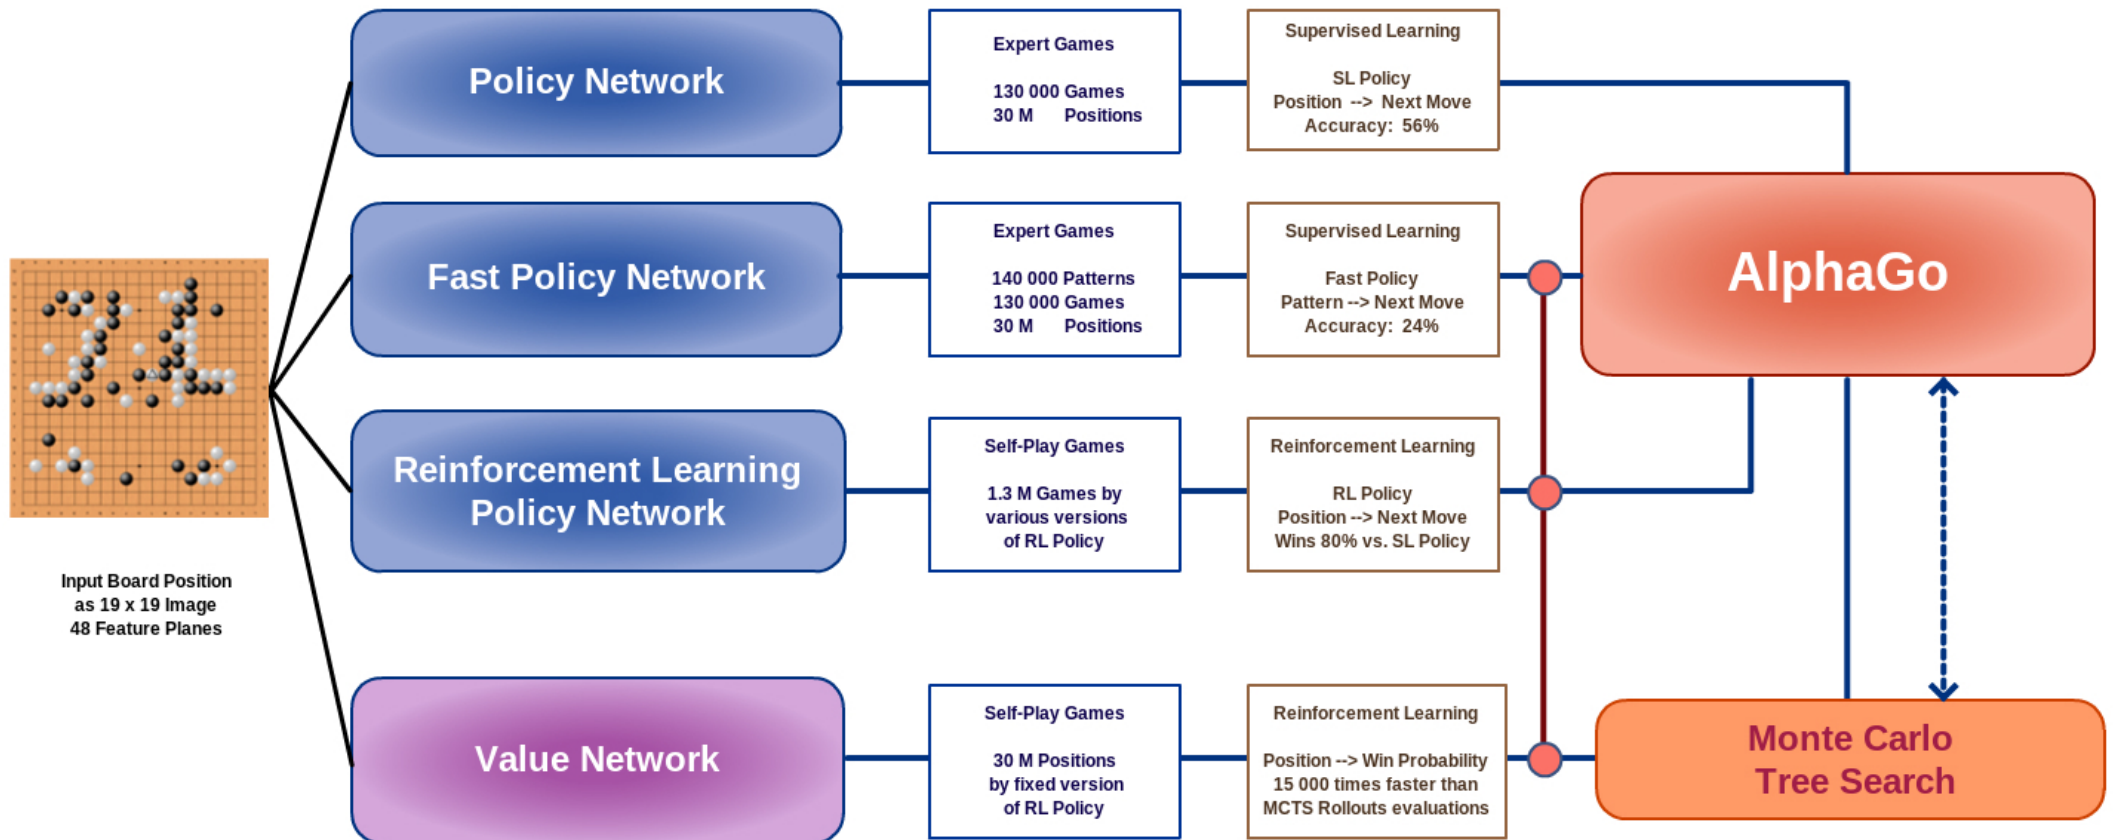 Policy Network
Expert Games
130 000 Games
30 M Positions
Supervised Learning
SL Policy
Position --> Next Move
Accuracy: 56%
Fast Policy Network
Expert Games
140 000 Patterns
130 000 Games
30 M Positions
Supervised Learning
Fast Policy
Pattern --> Next Move
Accuracy: 24%
AlphaGo
Reinforcement Learning
Policy Network
Self-Play Games
1.3 M Games by
various versions
of RL Policy
Reinforcement Learning
RL Policy
Position --> Next Move
Wins 80% vs. SL Policy
Input Board Position
as 19 x 19 Image
48 Feature Planes
Value Network
Self-Play Games
30 M Positions
by fixed version
of RL Policy
Reinforcement Learning
Position --> Win Probability
15 000 times faster than
MCTS Rollouts evaluations
Monte Carlo
Tree Search